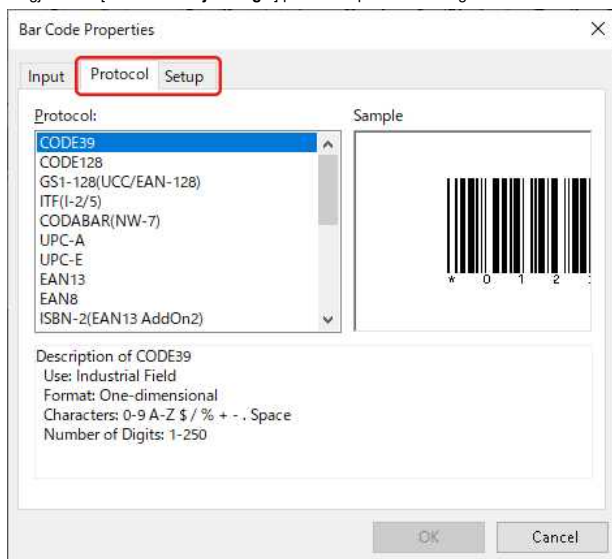 Bar Code Properties
Input Protocol Setup
Protocol:
CODE39
CODE128
GS1-128(UCC/EAN-128)
ITF(I-2/5)
CODABAR(NW-7)
UPC-A
UPC-E
EAN13
EAN8
ISBN-2(EAN13 AddOn2)
Sample
* 0 1 2
Description of CODE39
Use: Industrial Field
Format: One-dimensional
Characters: 0-9 A-Z $ / % + - . Space
Number of Digits: 1-250
OK Cancel